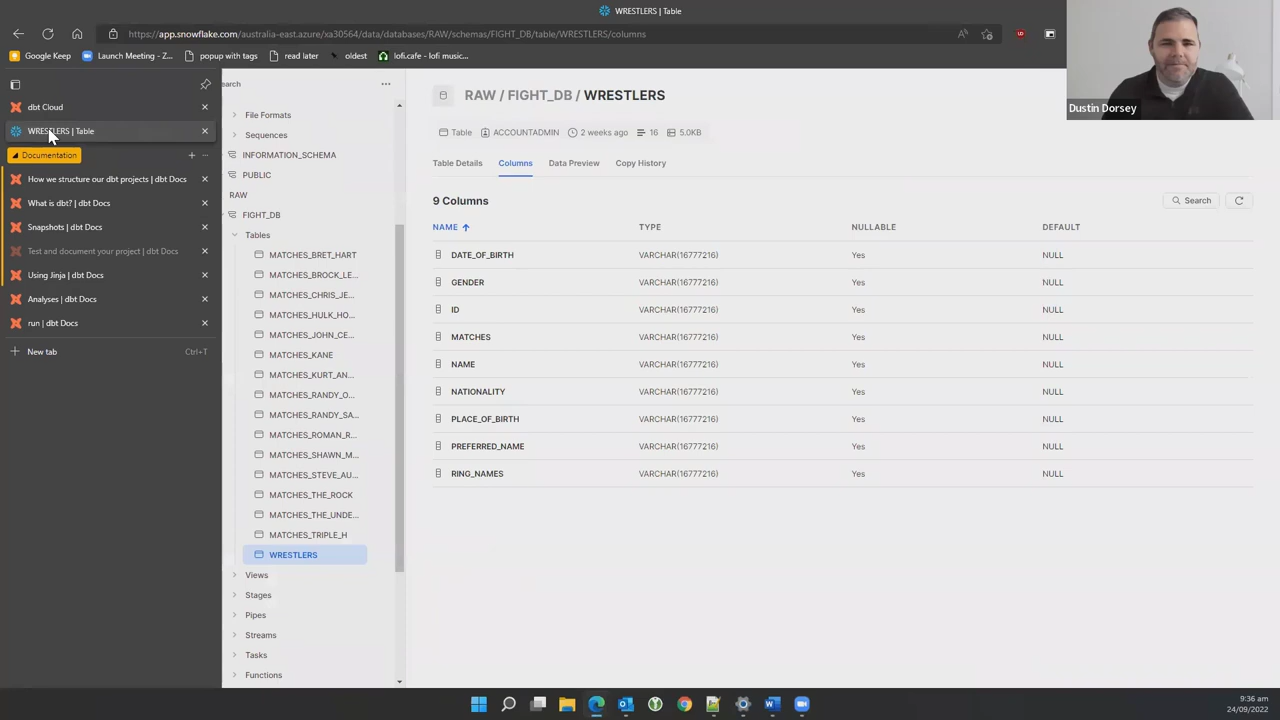 WRESTLERS | Table
https://app.snowflake.com/australia-east.azure/xa30564/data/databases/RAW/schemas/FIGHT_DB/table/WRESTLERS/columns
Google Keep
Launch Meeting - Z...
popup with tags
read later
oldest
lofi.cafe - lofi music...
Dustin Dorsey
dbt Cloud
WRESTLERS | Table
Documentation
How we structure our dbt projects | dbt Docs
What is dbt? | dbt Docs
Snapshots | dbt Docs
Test and document your project | dbt Docs
Using Jinja | dbt Docs
Analyses | dbt Docs
run | dbt Docs
New tab
Ctrl+T
earch
File Formats
Sequences
INFORMATION_SCHEMA
PUBLIC
RAW
FIGHT_DB
Tables
MATCHES_BRET_HART
MATCHES_BROCK_LE...
MATCHES_CHRIS_JE...
MATCHES_HULK_HO...
MATCHES_JOHN_CE...
MATCHES_KANE
MATCHES_KURT_AN...
MATCHES_RANDY_O...
MATCHES_RANDY_SA...
MATCHES_ROMAN_R...
MATCHES_SHAWN_M...
MATCHES_STEVE_AU...
MATCHES_THE_ROCK
MATCHES_THE_UNDE...
MATCHES_TRIPLE_H
WRESTLERS
Views
Stages
Pipes
Streams
Tasks
Functions
RAW / FIGHT_DB / WRESTLERS
Table ACCOUNTADMIN 2 weeks ago 16 5.0KB
Table Details Columns Data Preview Copy History
9 Columns
Search
NAME TYPE NULLABLE DEFAULT
DATE_OF_BIRTH VARCHAR(16777216) Yes NULL
GENDER VARCHAR(16777216) Yes NULL
ID VARCHAR(16777216) Yes NULL
MATCHES VARCHAR(16777216) Yes NULL
NAME VARCHAR(16777216) Yes NULL
NATIONALITY VARCHAR(16777216) Yes NULL
PLACE_OF_BIRTH VARCHAR(16777216) Yes NULL
PREFERRED_NAME VARCHAR(16777216) Yes NULL
RING_NAMES VARCHAR(16777216) Yes NULL
9:36 am
24/09/2022